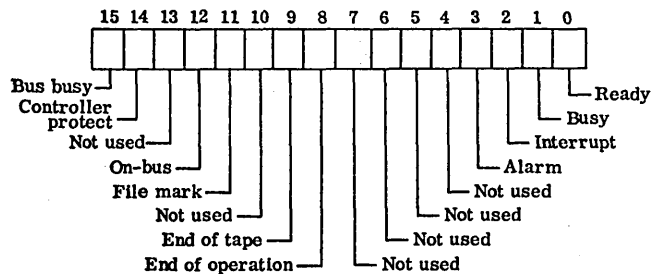 15 14 13 12 11 10 9 8 7 6 5 4 3 2 1 0
Bus busy
Controller
protect
Not used
On-bus
File mark
Not used
End of tape
End of operation
Ready
Busy
Interrupt
Alarm
Not used
Not used
Not used
Not used